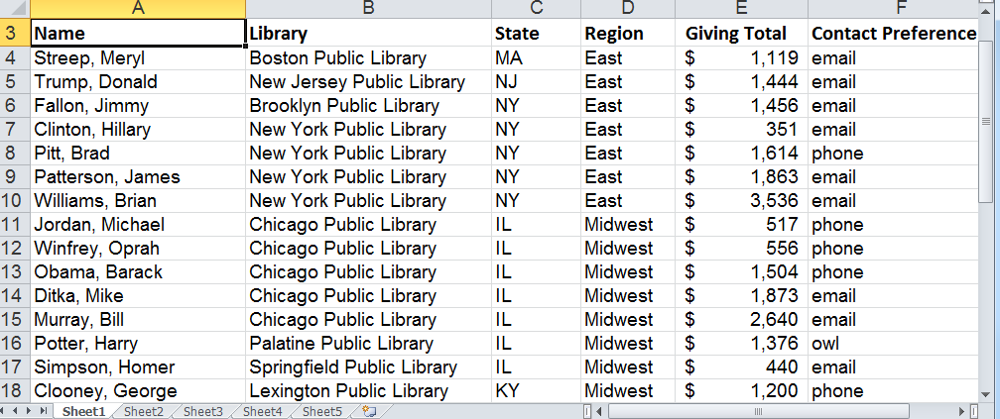 A B C D E F
3 Name Library State Region Giving Total Contact Preference
4 Streep, Meryl Boston Public Library MA East $ 1,119 email
5 Trump, Donald New Jersey Public Library NJ East $ 1,444 email
6 Fallon, Jimmy Brooklyn Public Library NY East $ 1,456 email
7 Clinton, Hillary New York Public Library NY East $ 351 email
8 Pitt, Brad New York Public Library NY East $ 1,614 phone
9 Patterson, James New York Public Library NY East $ 1,863 email
10 Williams, Brian New York Public Library NY East $ 3,536 email
11 Jordan, Michael Chicago Public Library IL Midwest $ 517 phone
12 Winfrey, Oprah Chicago Public Library IL Midwest $ 556 phone
13 Obama, Barack Chicago Public Library IL Midwest $ 1,504 phone
14 Ditka, Mike Chicago Public Library IL Midwest $ 1,873 email
15 Murray, Bill Chicago Public Library IL Midwest $ 2,640 email
16 Potter, Harry Palatine Public Library IL Midwest $ 1,376 owl
17 Simpson, Homer Springfield Public Library IL Midwest $ 440 email
18 Clooney, George Lexington Public Library KY Midwest $ 1,200 phone
Sheet1 Sheet2 Sheet3 Sheet4 Sheet5